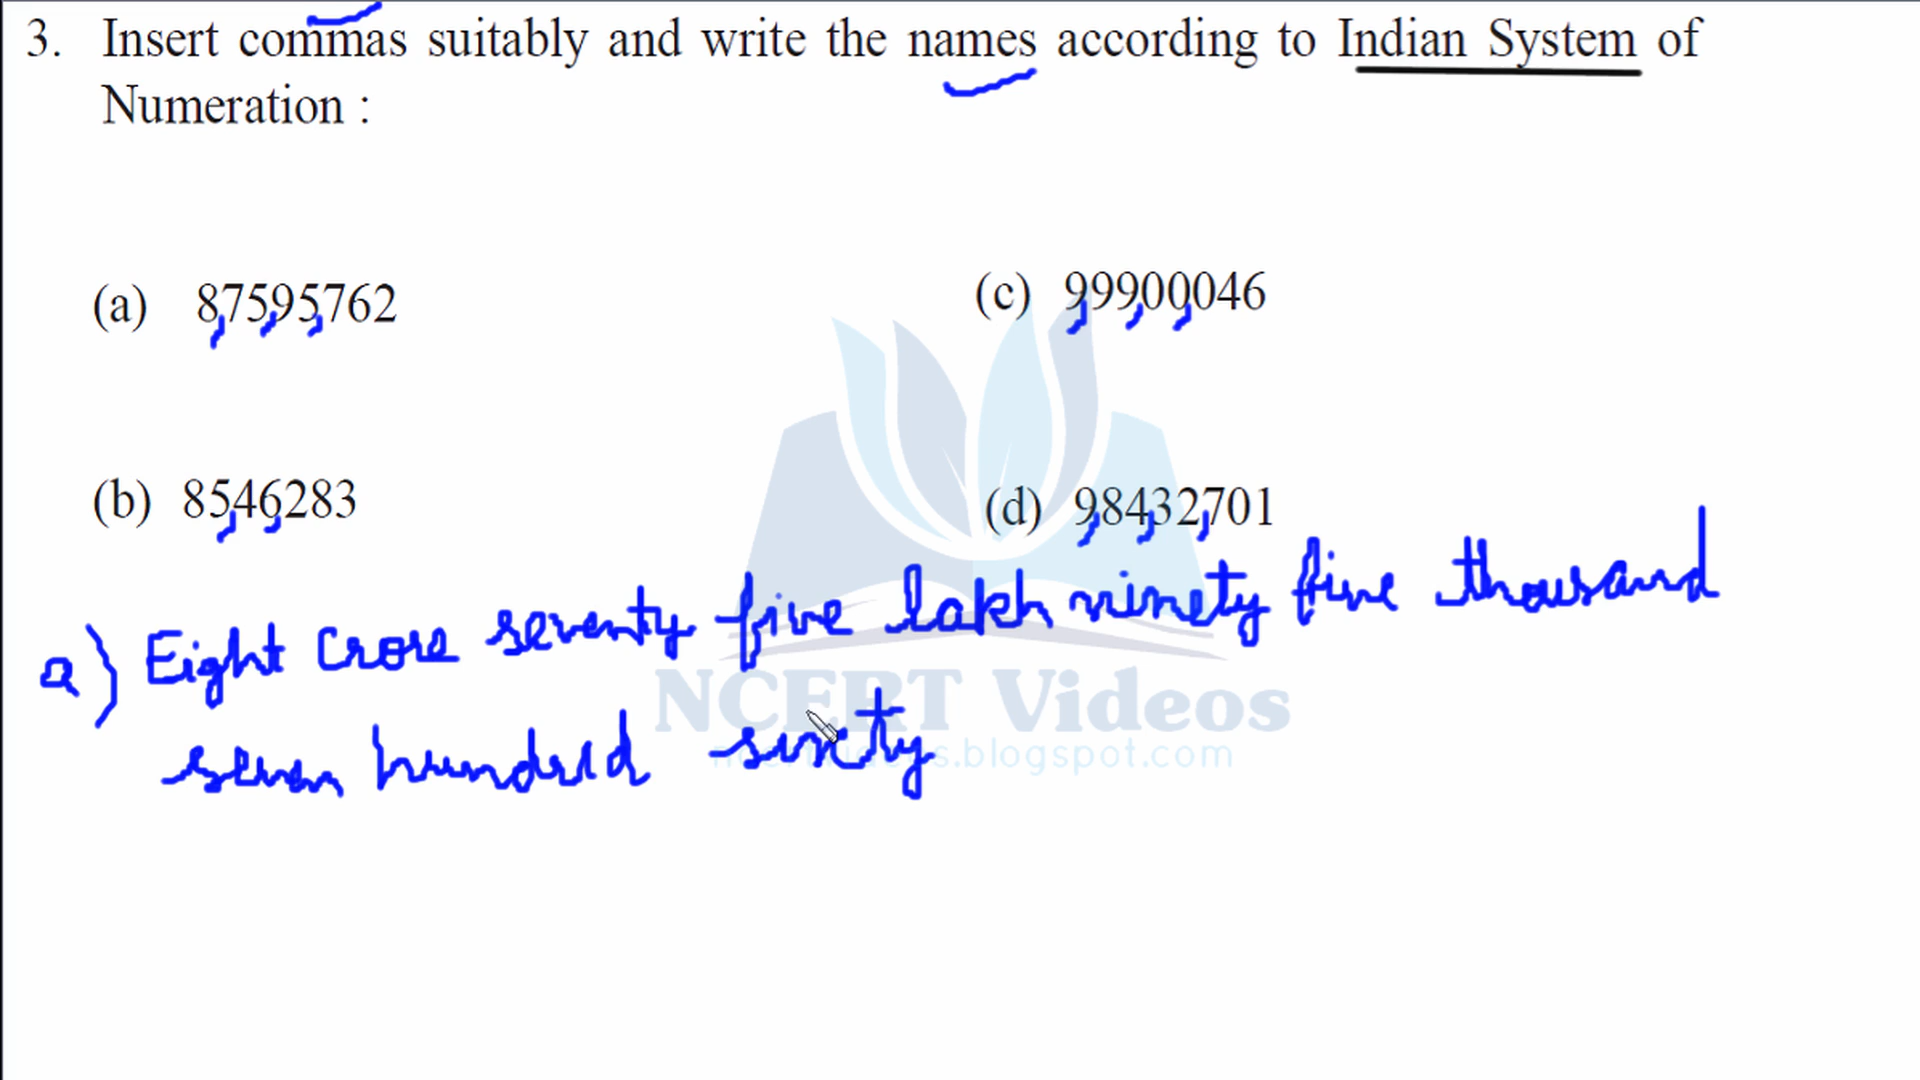 3. Insert commas suitably and write the names according to Indian System of
Numeration :
(a) 8,75,95,762
(c) 9,99,00,046
(b) 85,46,283
(d) 9,84,32,701
a) Eight crore seventy five lakh ninety five thousand
seven hundred sixty
NCERT Videos
ncertvideos.blogspot.com